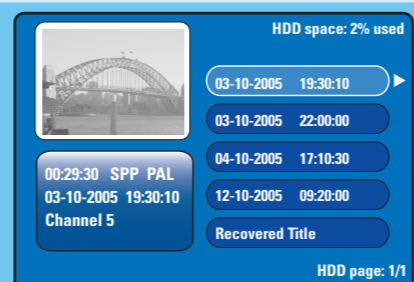 HDD space: 2% used
03-10-2005 19:30:10
03-10-2005 22:00:00
04-10-2005 17:10:30
12-10-2005 09:20:00
Recovered Title
00:29:30 SPP PAL
03-10-2005 19:30:10
Channel 5
HDD page: 1/1